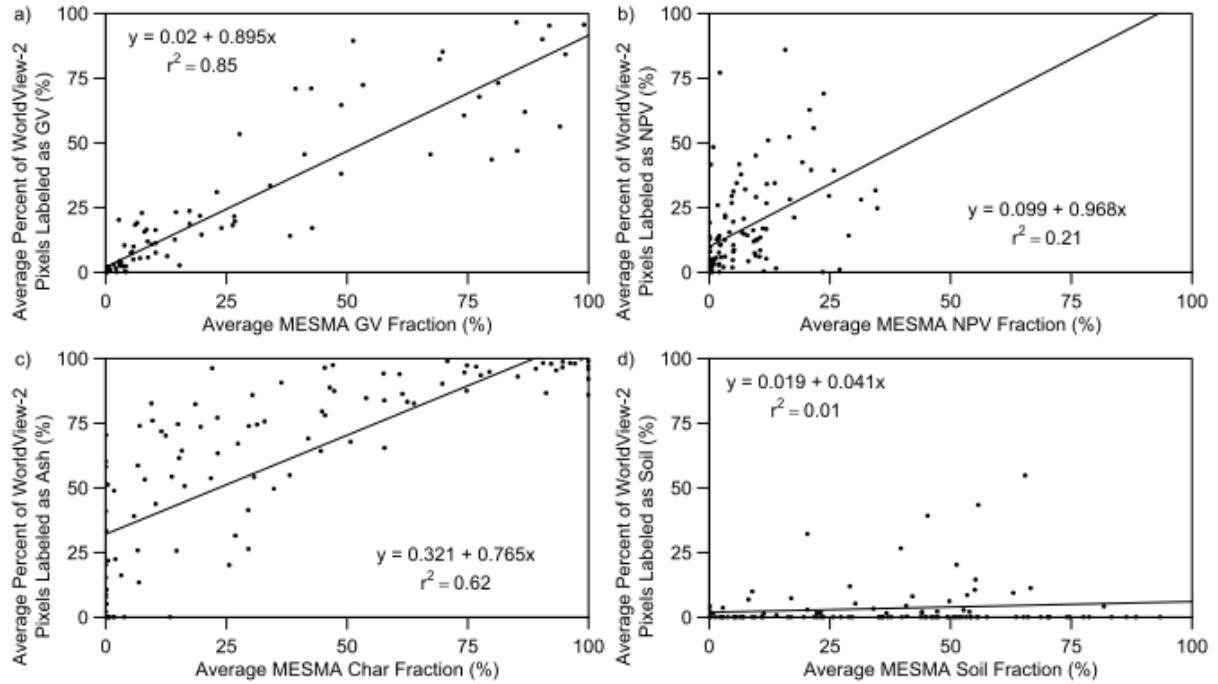 a)
100
75
50
25
0
Average Percent of WorldView-2
Pixels Labeled as GV (%)
y = 0.02 + 0.895x
r² = 0.85
0 25 50 75 100
Average MESMA GV Fraction (%)
b)
100
75
50
25
0
Average Percent of WorldView-2
Pixels Labeled as NPV (%)
y = 0.099 + 0.968x
r² = 0.21
0 25 50 75 100
Average MESMA NPV Fraction (%)
c)
100
75
50
25
0
Average Percent of WorldView-2
Pixels Labeled as Ash (%)
y = 0.321 + 0.765x
r² = 0.62
0 25 50 75 100
Average MESMA Char Fraction (%)
d)
100
75
50
25
0
Average Percent of WorldView-2
Pixels Labeled as Soil (%)
y = 0.019 + 0.041x
r² = 0.01
0 25 50 75 100
Average MESMA Soil Fraction (%)